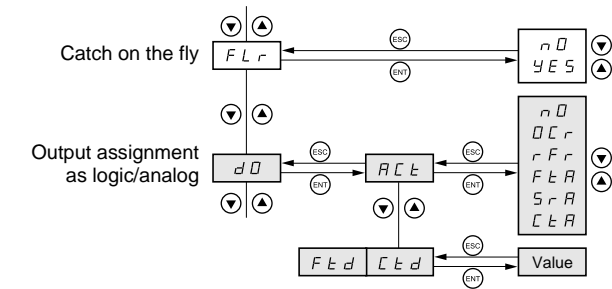 Catch on the fly
FLr
ESC
ENT
nO
YES
Output assignment
as logic/analog
dO
ESC
ENT
ACt
ESC
ENT
nO
OCr
rFr
FtA
SrA
CtA
Ftd
Ctd
ESC
ENT
Value